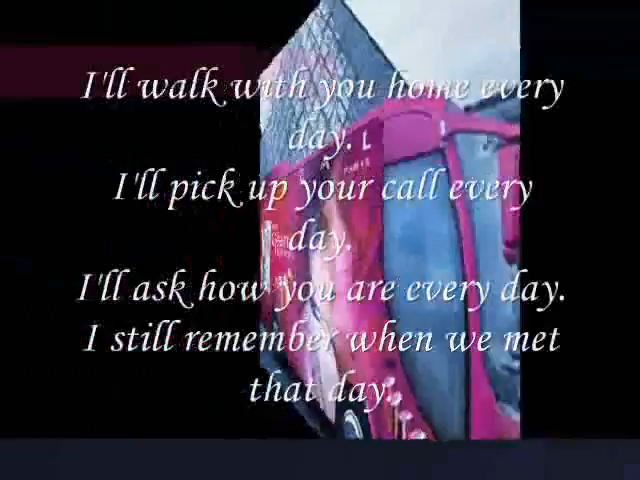 I'll walk with you home every
day.
I'll pick up your call every
day.
I'll ask how you are every day.
I still remember when we met
that day.